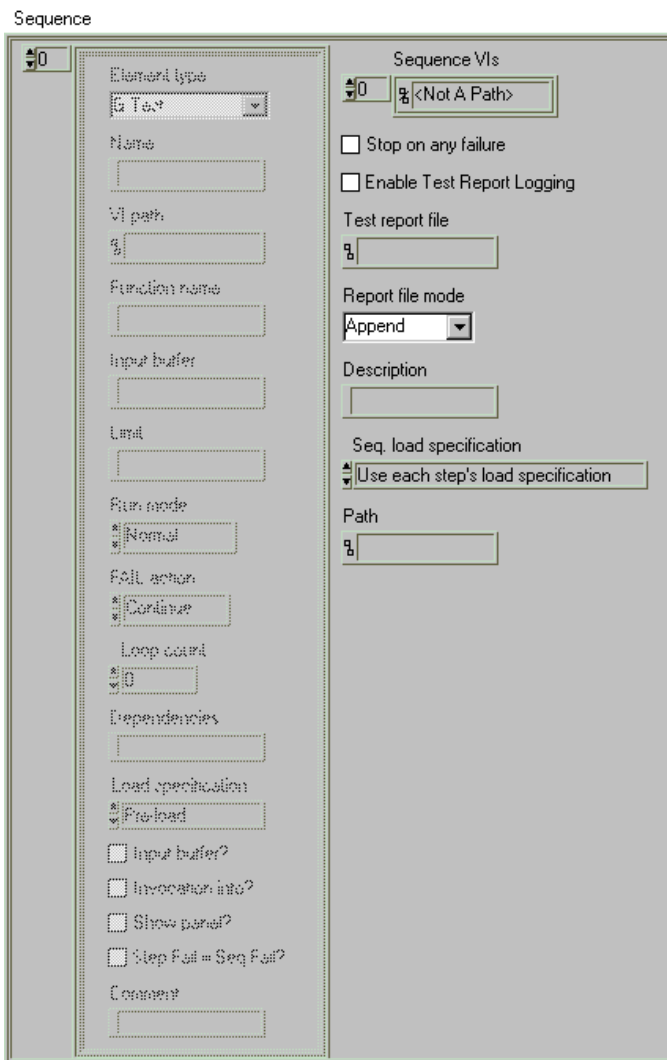 Sequence
0
Element type
G Test
Name
VI path
Function name
Input buffer
Limit
Run mode
Normal
FAIL action
Continue
Loop count
0
Dependencies
Load specification
Pre-load
Input buffer?
Invocation info?
Show panel?
Step Fail = Seq Fail?
Comment
Sequence VIs
0
<Not A Path>
Stop on any failure
Enable Test Report Logging
Test report file
Report file mode
Append
Description
Seq. load specification
Use each step's load specification
Path